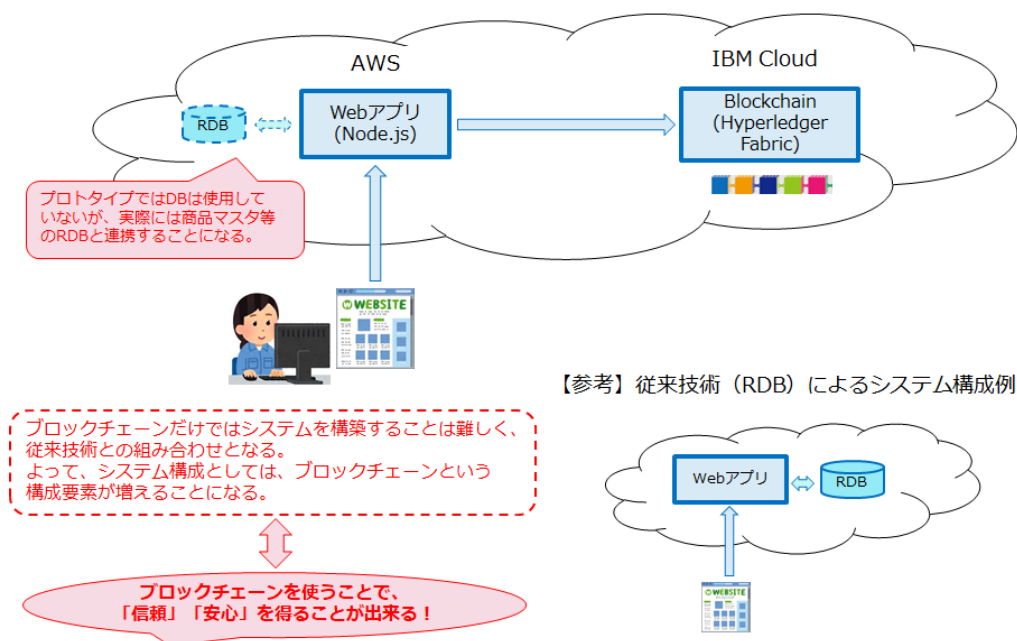 AWS
IBM Cloud
RDB
Webアプリ
(Node.js)
Blockchain
(Hyperledger
Fabric)
プロトタイプではDBは使用して
いないが、実際には商品マスタ等
のRDBと連携することになる。
WEBSITE
【参考】従来技術（RDB）によるシステム構成例
ブロックチェーンだけではシステムを構築することは難しく、
従来技術との組み合わせとなる。
よって、システム構成としては、ブロックチェーンという
構成要素が増えることになる。
Webアプリ
RDB
ブロックチェーンを使うことで、
「信頼」「安心」を得ることが出来る！
WEBSITE